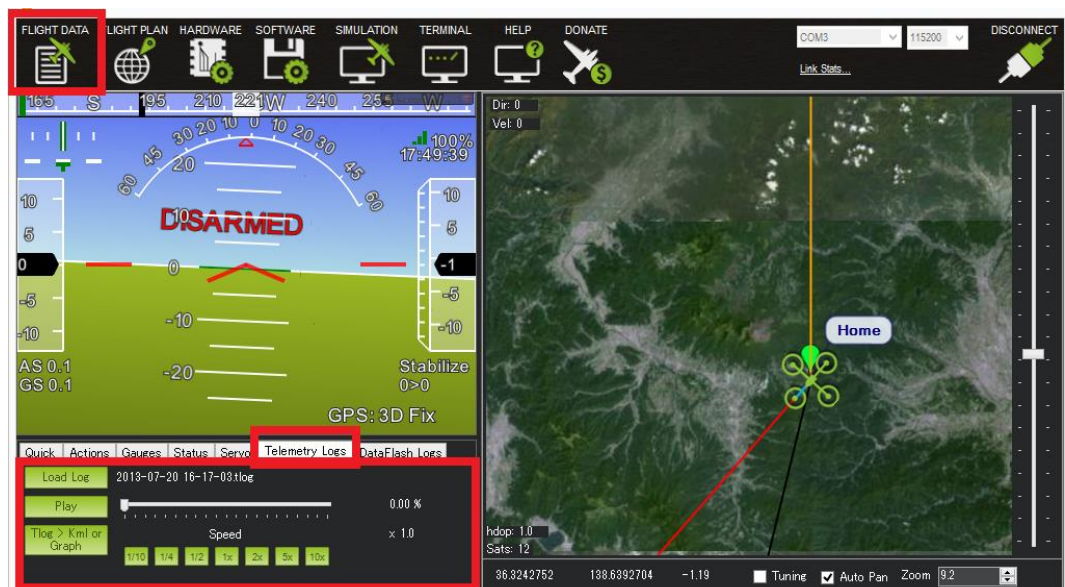 FLIGHT DATA FLIGHT PLAN HARDWARE SOFTWARE SIMULATION TERMINAL HELP DONATE COM3 115200 DISCONNECT
Link Stats...
165 S 195 210 221W 240 255 W
Dir: 0
Vel: 0
60 45 30 20 10 0 10 20 30 45 60
100%
17:49:39
20
10 10
DISARMED
10
5 5
0 0 -1
-5 -5
-10 -10 -10
AS 0.1 Stabilize
GS 0.1 -20 0>0
GPS: 3D Fix
Home
Quick Actions Gauges Status Servo Telemetry Logs DataFlash Logs
Load Log 2013-07-20 16-17-03.tlog
Play 0.00 %
Tlog > Kml or
Graph
Speed x 1.0
1/10 1/4 1/2 1x 2x 5x 10x
hdop: 1.0
Sats: 12
36.3242752 138.6392704 -1.19 Tuning Auto Pan Zoom 9.2